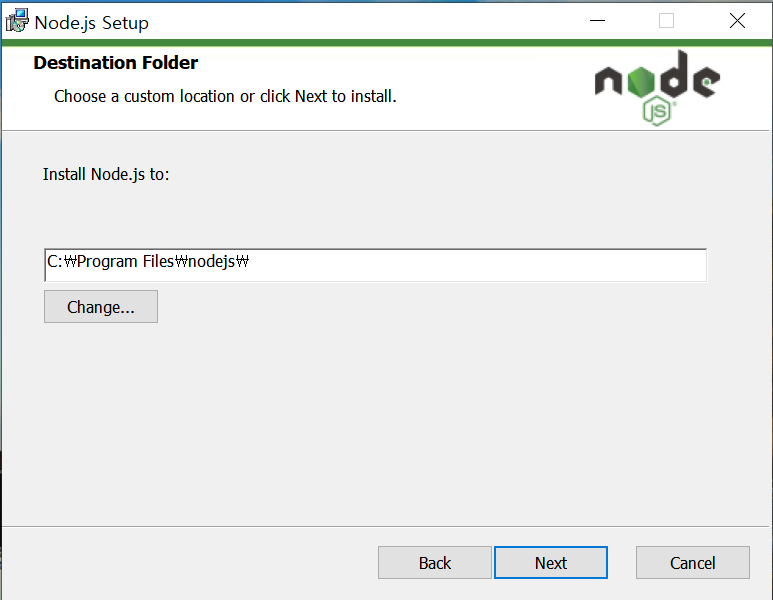 Node.js Setup
Destination Folder
Choose a custom location or click Next to install.
node
JS
Install Node.js to:
C:₩Program Files₩nodejs₩
Change...
Back
Next
Cancel